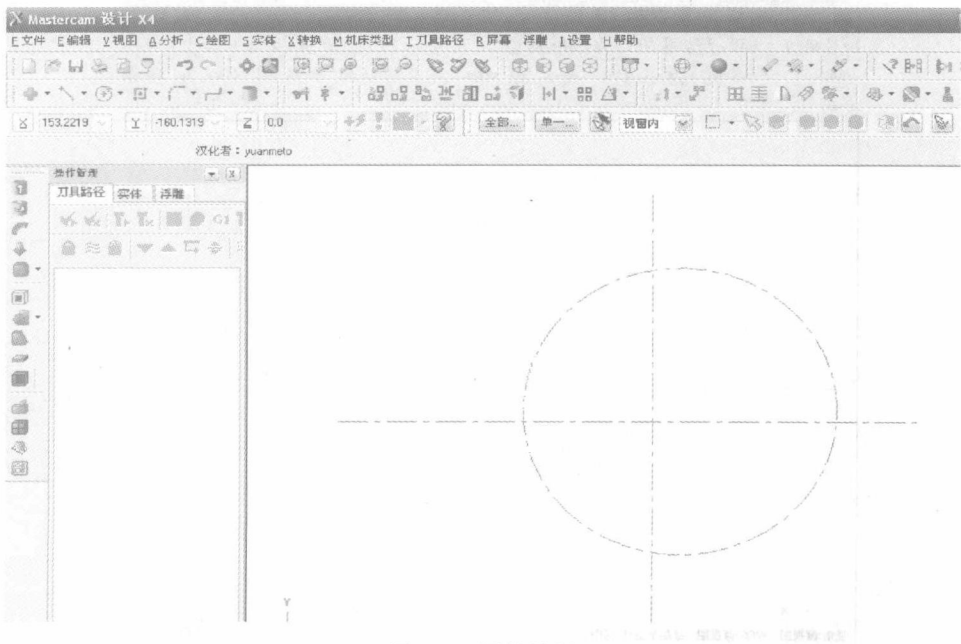 Mastercam 设计 X4
F文件 E编辑 V视图 A分析 C绘图 S实体 X转换 M机床类型 T刀具路径 R屏幕 浮雕 I设置 H帮助
X 153.2219 Y -160.1319 Z 0.0 全部... 单一... 视窗内
汉化者：yuanmeto
操作管理
刀具路径 实体 浮雕
G1
Y